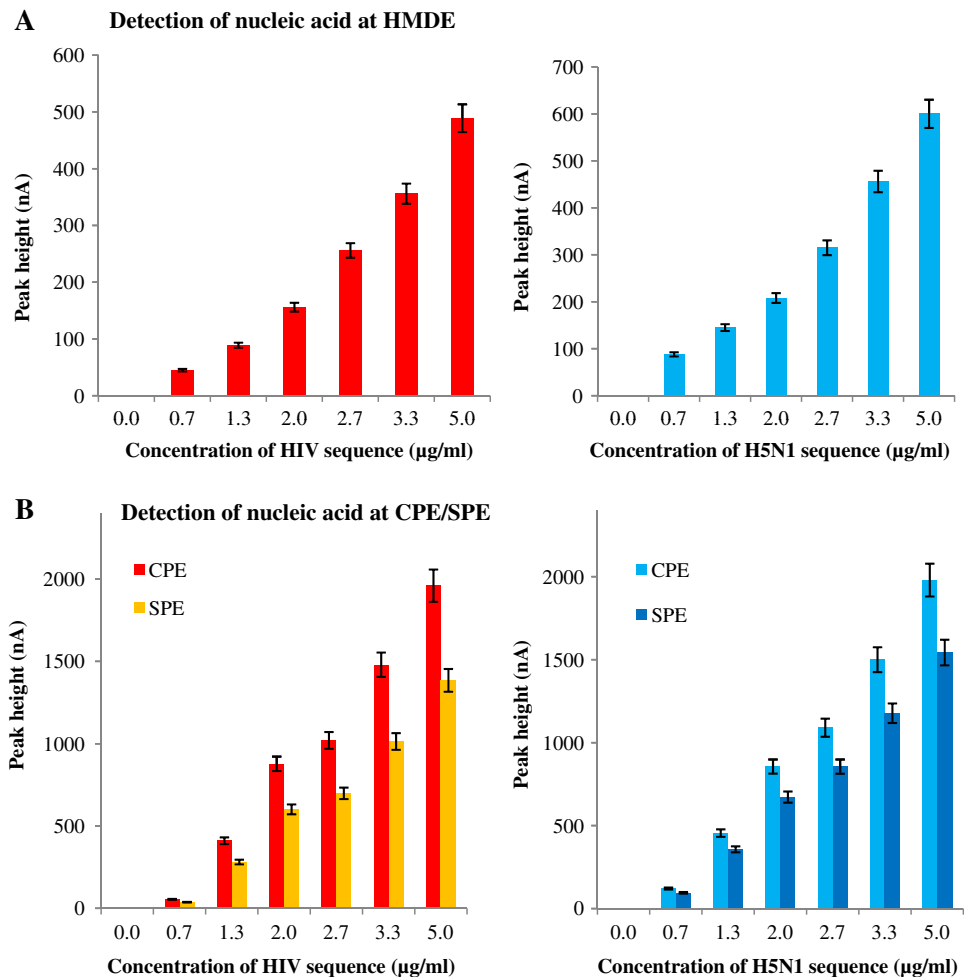 A
Detection of nucleic acid at HMDE
Peak height (nA)
600
500
400
300
200
100
0
0.0 0.7 1.3 2.0 2.7 3.3 5.0
Concentration of HIV sequence (µg/ml)
Peak height (nA)
700
600
500
400
300
200
100
0
0.0 0.7 1.3 2.0 2.7 3.3 5.0
Concentration of H5N1 sequence (µg/ml)
B
Detection of nucleic acid at CPE/SPE
Peak height (nA)
2000
1500
1000
500
0
CPE
SPE
0.0 0.7 1.3 2.0 2.7 3.3 5.0
Concentration of HIV sequence (µg/ml)
Peak height (nA)
2000
1500
1000
500
0
CPE
SPE
0.0 0.7 1.3 2.0 2.7 3.3 5.0
Concentration of H5N1 sequence (µg/ml)